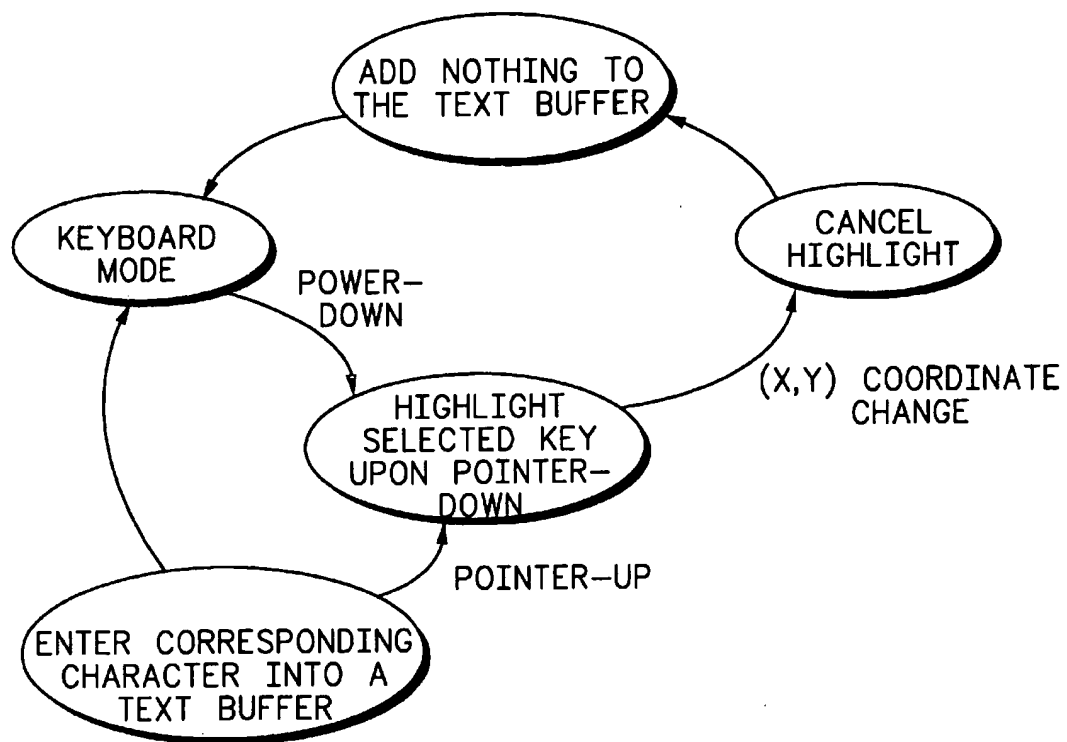 ADD NOTHING TO
THE TEXT BUFFER
KEYBOARD
MODE
CANCEL
HIGHLIGHT
POWER–
DOWN
(X,Y) COORDINATE
CHANGE
HIGHLIGHT
SELECTED KEY
UPON POINTER–
DOWN
POINTER–UP
ENTER CORRESPONDING
CHARACTER INTO A
TEXT BUFFER